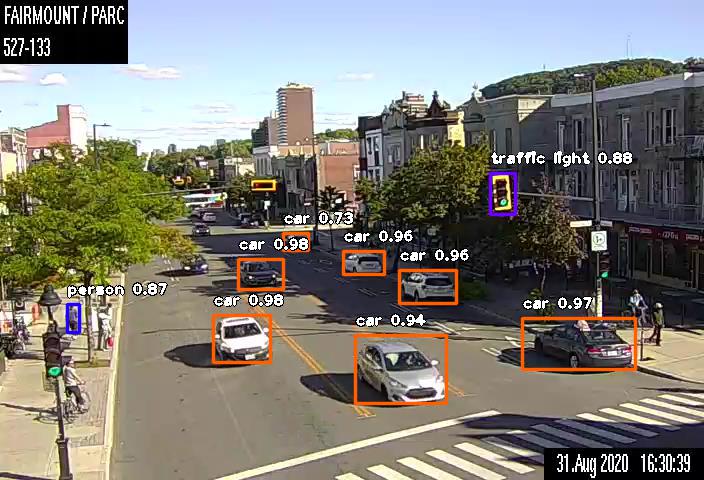 FAIRMOUNT / PARC
527-133
traffic light 0.88
car 0.73
car 0.98
car 0.96
car 0.96
person 0.87
car 0.98
car 0.97
car 0.94
31.Aug 2020 16:30:39